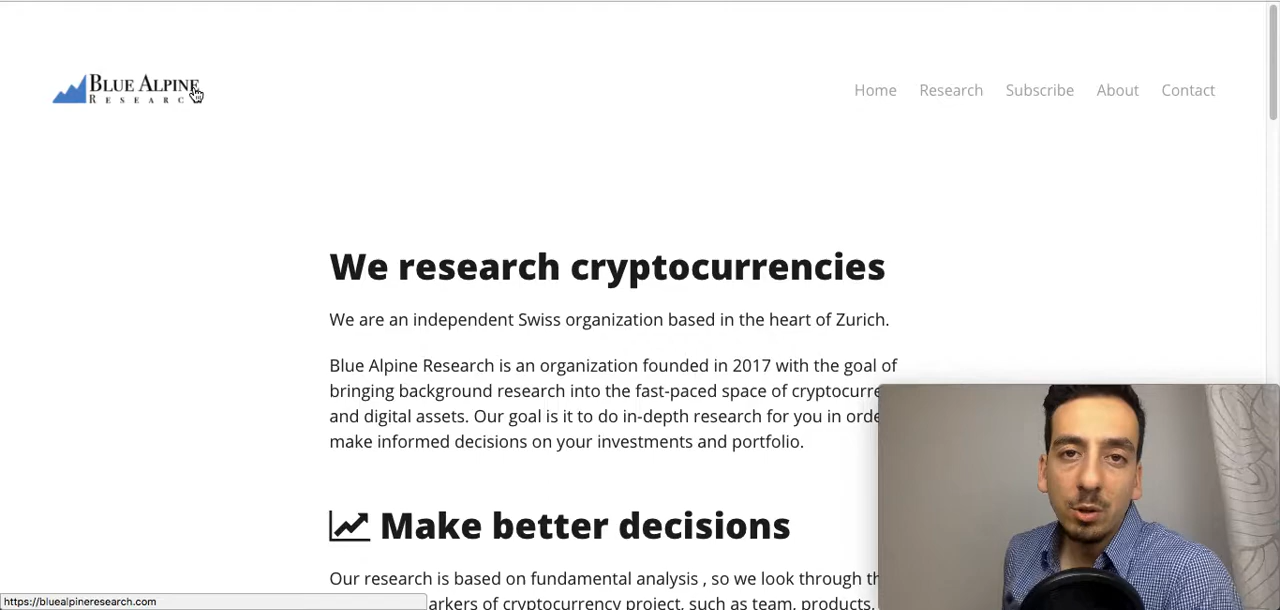 BLUE ALPINE
RESEARC
Home Research Subscribe About Contact
We research cryptocurrencies
We are an independent Swiss organization based in the heart of Zurich.
Blue Alpine Research is an organization founded in 2017 with the goal of
bringing background research into the fast-paced space of cryptocurre
and digital assets. Our goal is it to do in-depth research for you in orde
make informed decisions on your investments and portfolio.
Make better decisions
Our research is based on fundamental analysis , so we look through th
arkers of cryptocurrency project, such as team, products,
https://bluealpineresearch.com